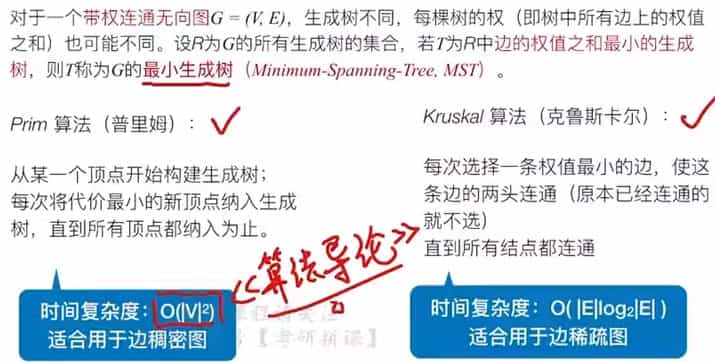 对于一个带权连通无向图G = (V, E)，生成树不同，每棵树的权（即树中所有边上的权值
之和）也可能不同。设R为G的所有生成树的集合，若T为R中边的权值之和最小的生成
树，则T称为G的最小生成树（Minimum-Spanning-Tree, MST）。
Prim 算法（普里姆）：
从某一个顶点开始构建生成树；
每次将代价最小的新顶点纳入生成
树，直到所有顶点都纳入为止。
时间复杂度：O(|V|²)
适合用于边稠密图
Kruskal 算法（克鲁斯卡尔）：
每次选择一条权值最小的边，使这
条边的两头连通（原本已经连通的
就不选）
直到所有结点都连通
时间复杂度：O( |E|log₂|E| )
适合用于边稀疏图
《算法导论》